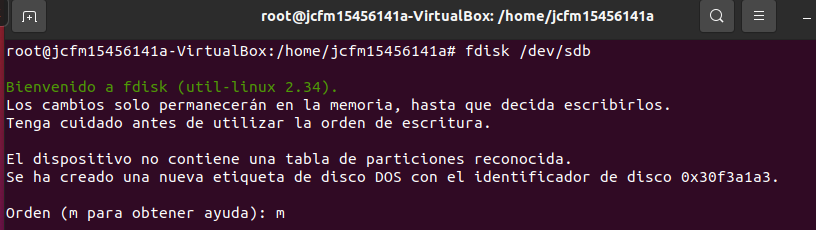 root@jcfm15456141a-VirtualBox: /home/jcfm15456141a
root@jcfm15456141a-VirtualBox:/home/jcfm15456141a# fdisk /dev/sdb
Bienvenido a fdisk (util-linux 2.34).
Los cambios solo permanecerán en la memoria, hasta que decida escribirlos.
Tenga cuidado antes de utilizar la orden de escritura.
El dispositivo no contiene una tabla de particiones reconocida.
Se ha creado una nueva etiqueta de disco DOS con el identificador de disco 0x30f3a1a3.
Orden (m para obtener ayuda): m